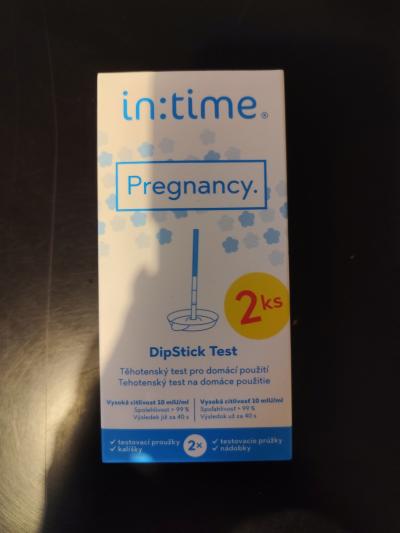 in:time®
Pregnancy.
2ks
DipStick Test
Těhotenský test pro domácí použití
Tehotenský test na domáce použitie
Vysoká citlivost 10 mIU/ml
Spolehlivost > 99 %
Výsledek již za 40 s
Vysoká citlivosť 10 mIU/ml
Spoľahlivosť > 99 %
Výsledok už za 40 s
✓ testovací proužky
✓ kalíšky
2×
✓ testovacie prúžky
✓ nádobky